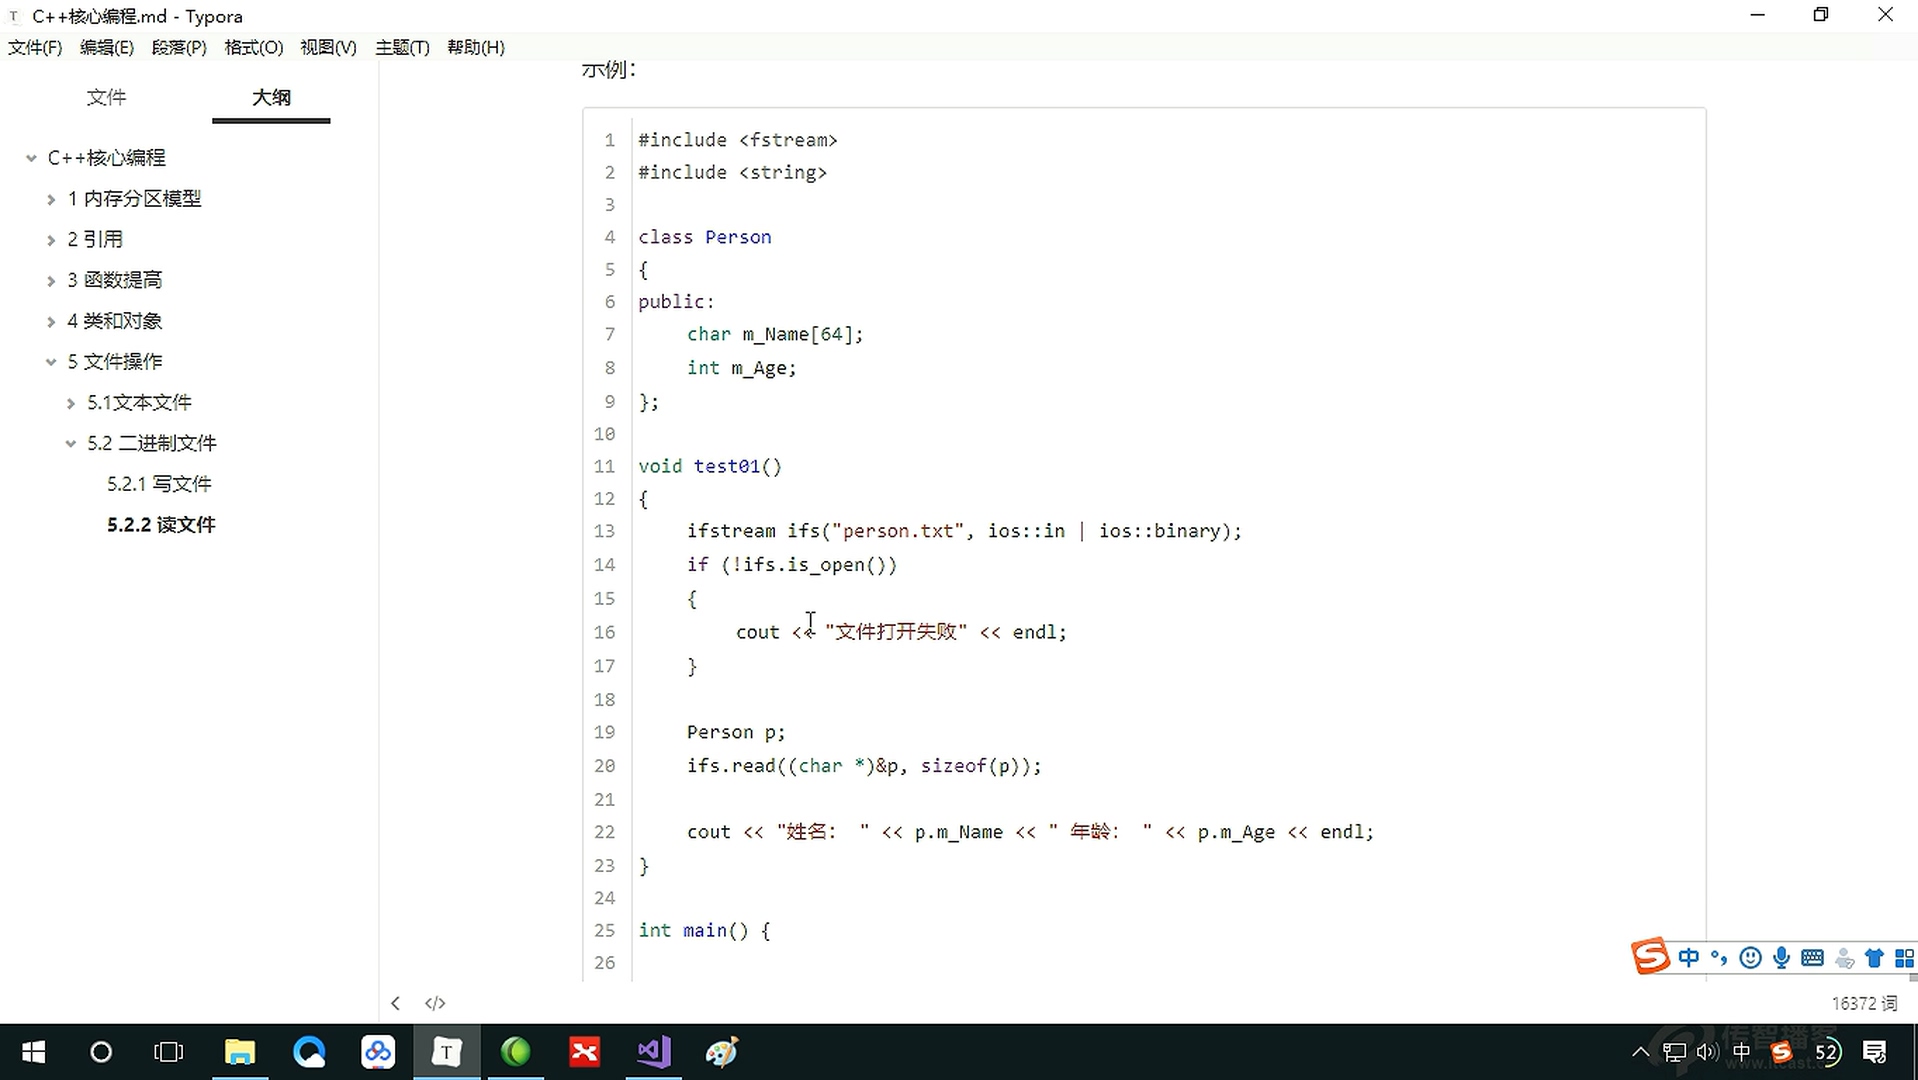 C++核心编程.md - Typora
文件(F) 编辑(E) 段落(P) 格式(O) 视图(V) 主题(T) 帮助(H)
文件 大纲
C++核心编程
1 内存分区模型
2 引用
3 函数提高
4 类和对象
5 文件操作
5.1文本文件
5.2 二进制文件
5.2.1 写文件
5.2.2 读文件
示例：
1 #include <fstream>
2 #include <string>
3
4 class Person
5 {
6 public:
7 char m_Name[64];
8 int m_Age;
9 };
10
11 void test01()
12 {
13 ifstream ifs("person.txt", ios::in | ios::binary);
14 if (!ifs.is_open())
15 {
16 cout << "文件打开失败" << endl;
17 }
18
19 Person p;
20 ifs.read((char *)&p, sizeof(p));
21
22 cout << "姓名： " << p.m_Name << " 年龄： " << p.m_Age << endl;
23 }
24
25 int main() {
26
中
16372 词
T
中
52
传智播客